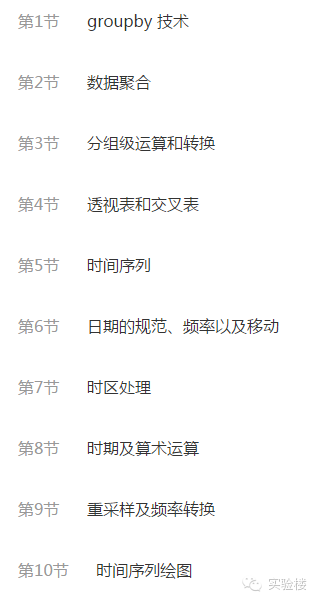 第1节 groupby 技术
第2节 数据聚合
第3节 分组级运算和转换
第4节 透视表和交叉表
第5节 时间序列
第6节 日期的规范、频率以及移动
第7节 时区处理
第8节 时期及算术运算
第9节 重采样及频率转换
第10节 时间序列绘图
实验楼